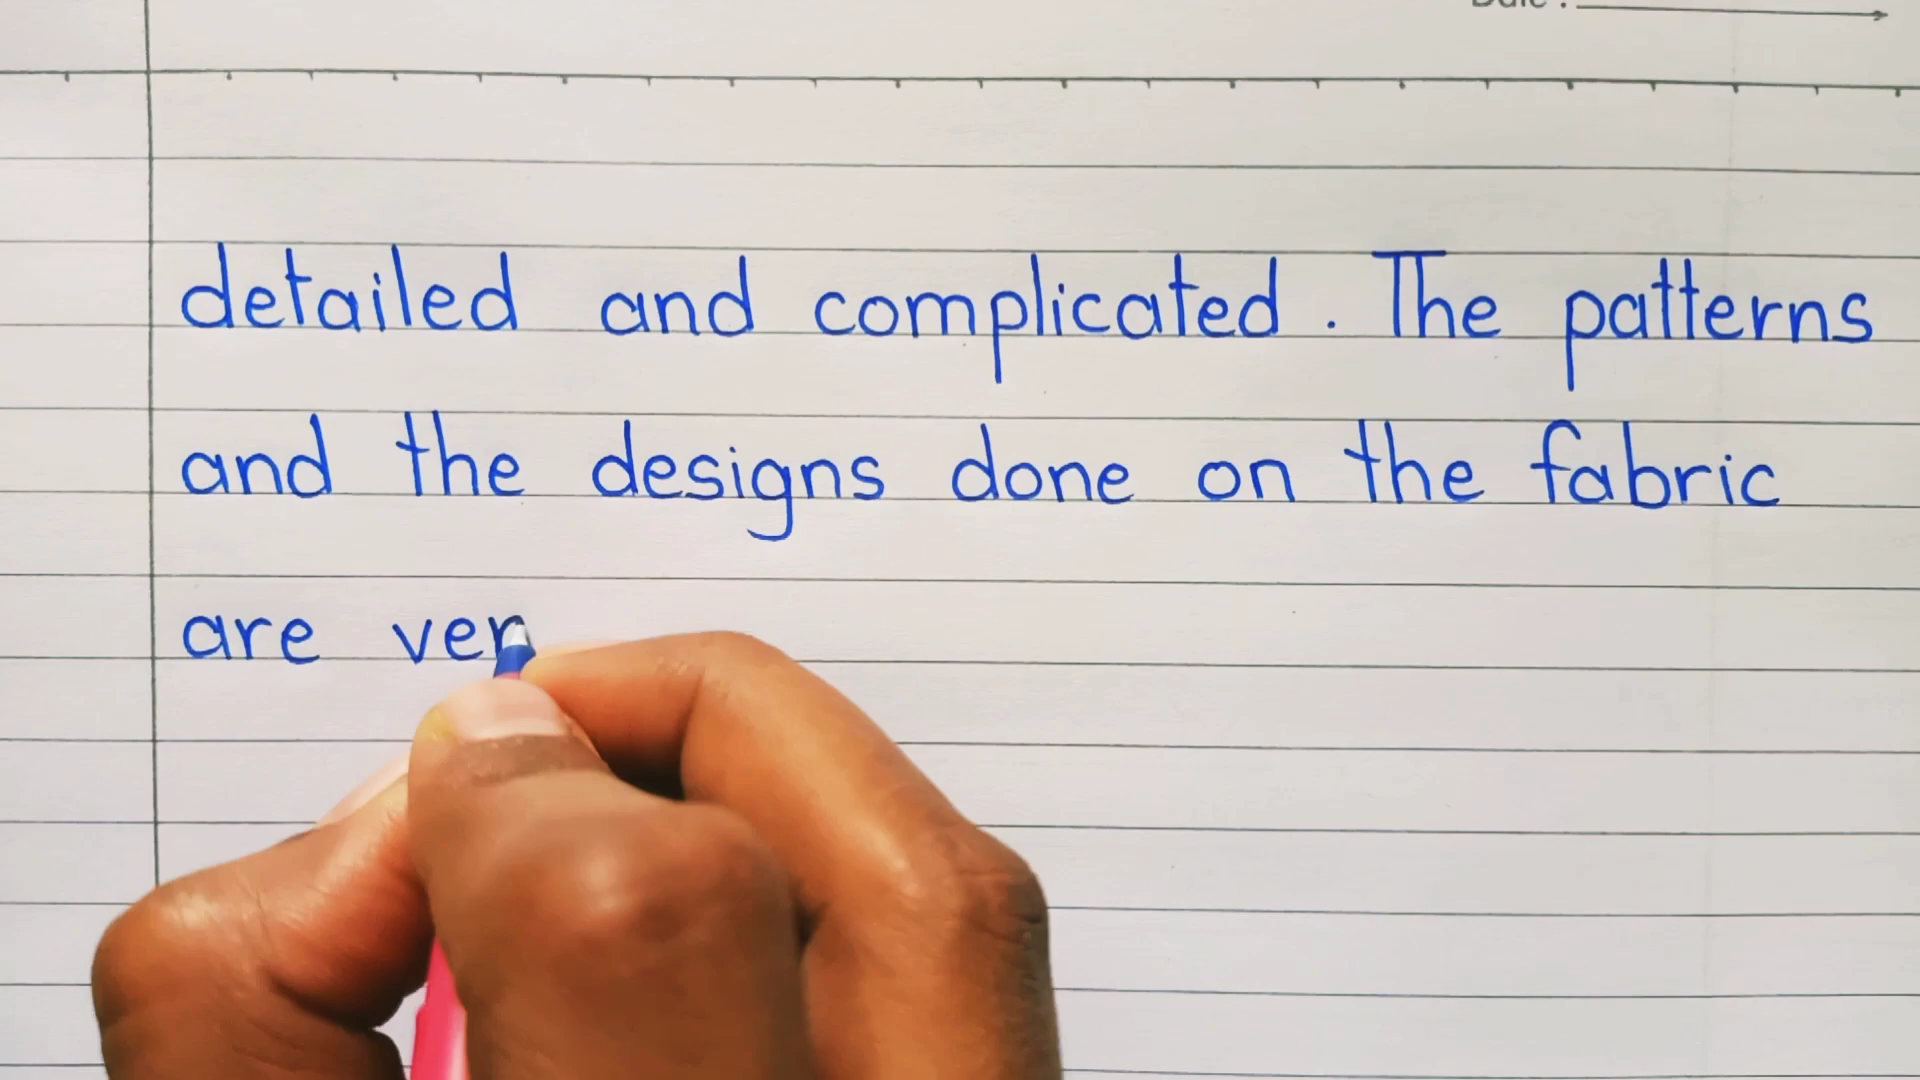 detailed and complicated. The patterns
and the designs done on the fabric
are ver